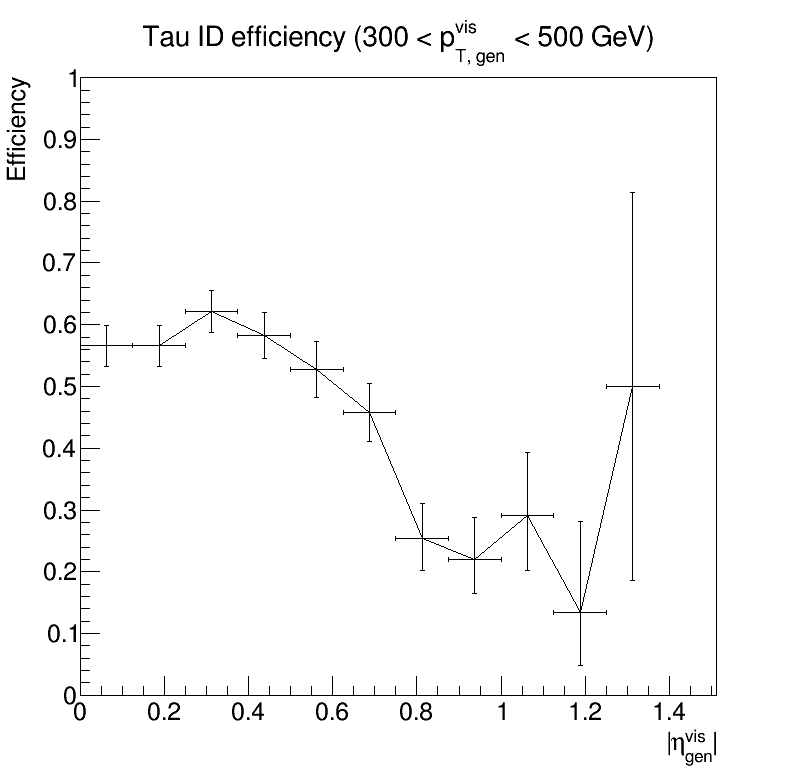 Tau ID efficiency (300 < p^vis_T, gen < 500 GeV)
Efficiency
1
0.9
0.8
0.7
0.6
0.5
0.4
0.3
0.2
0.1
0
0 0.2 0.4 0.6 0.8 1 1.2 1.4
|η^vis_gen|